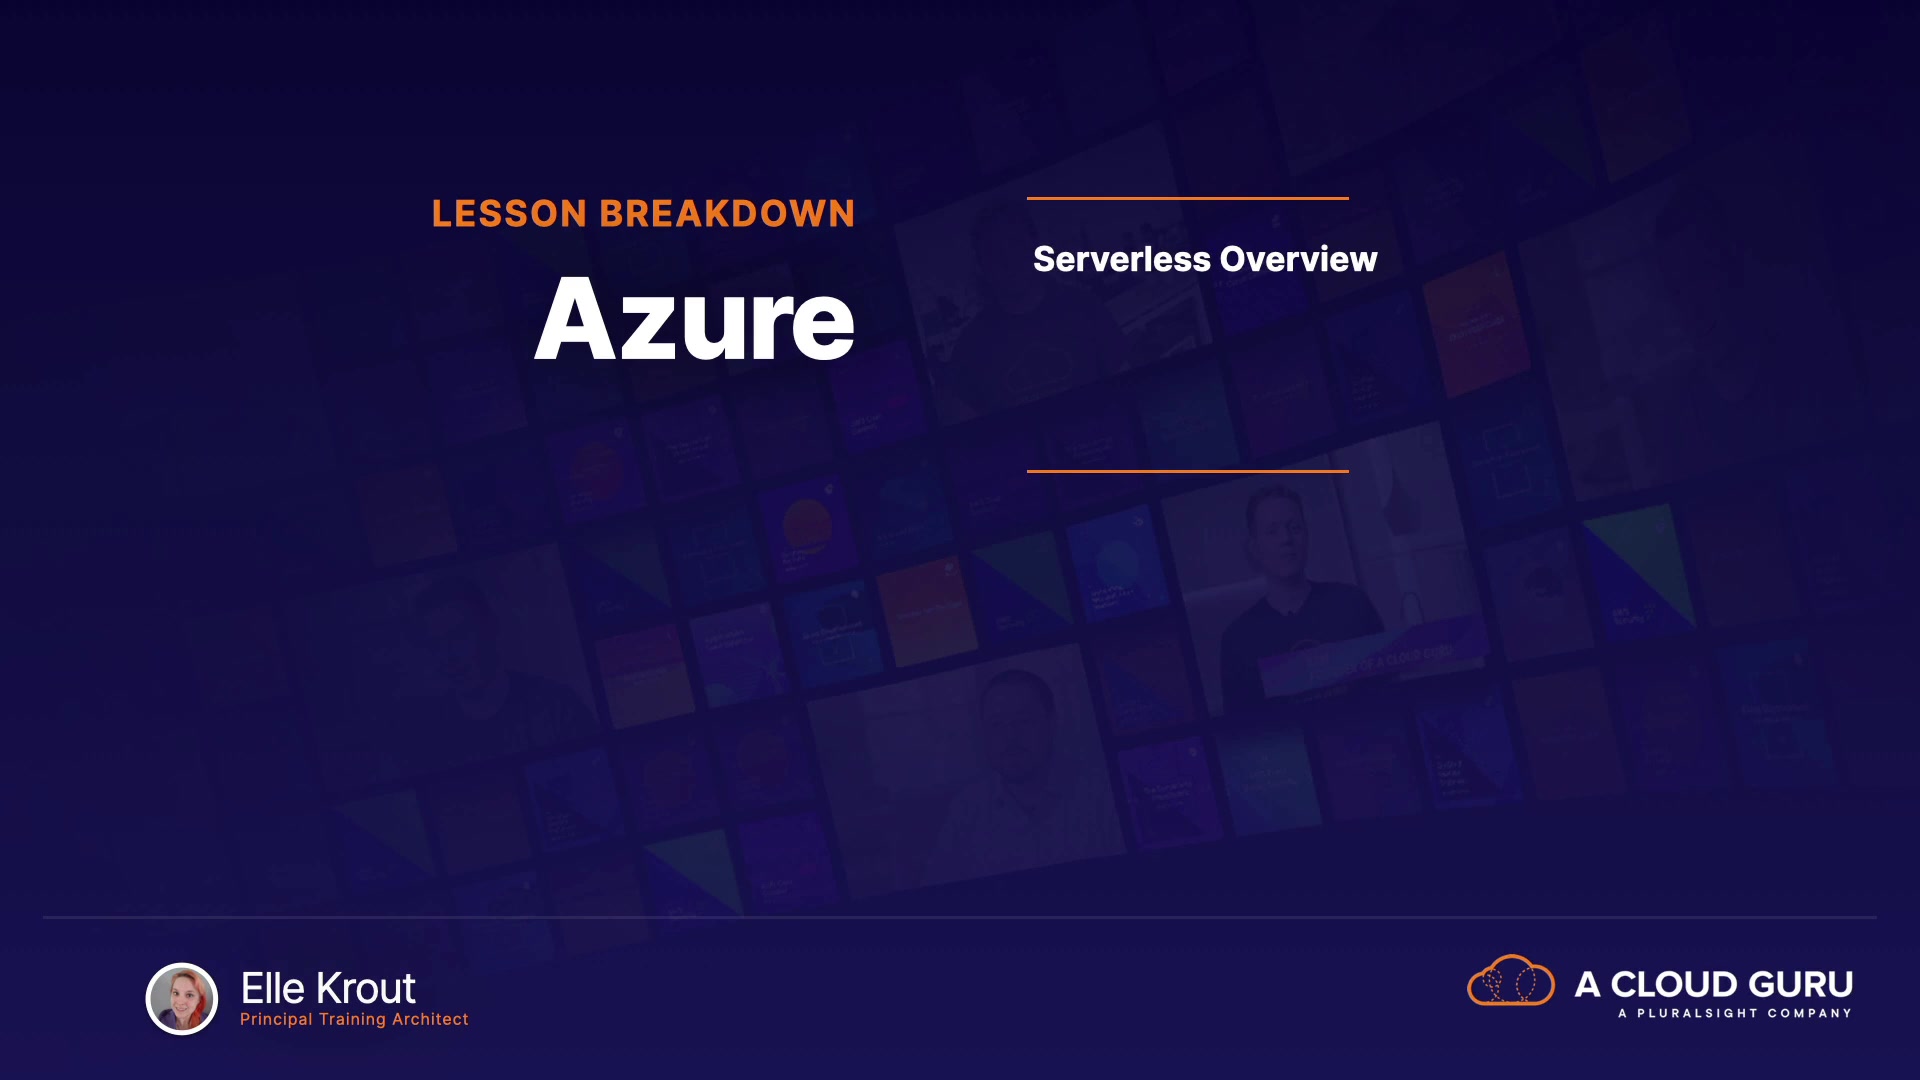 LESSON BREAKDOWN
Azure
Serverless Overview
Elle Krout
Principal Training Architect
A CLOUD GURU
A PLURALSIGHT COMPANY